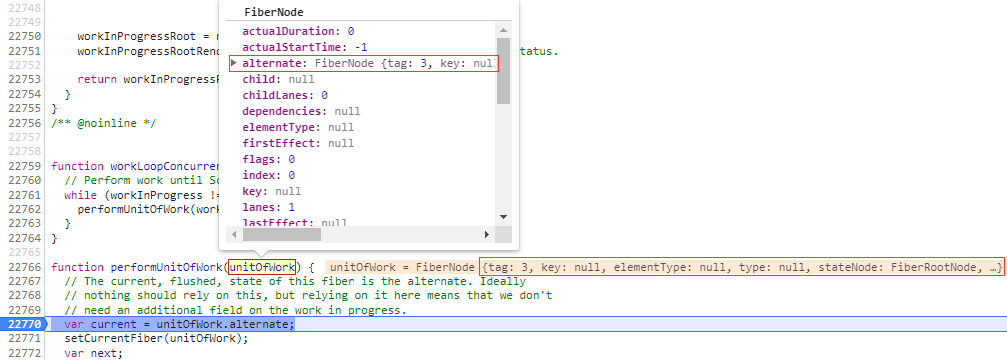 22748
22749
22750 workInProgressRoot = n
22751 workInProgressRootRend tatus.
22752
22753 return workInProgressR
22754 }
22755 }
22756 /** @noinline */
22757
22758
22759 function workLoopConcurren
22760 // Perform work until Sc
22761 while (workInProgress !=
22762 performUnitOfWork(work
22763 }
22764 }
22765
22766 function performUnitOfWork(unitOfWork) { unitOfWork = FiberNode {tag: 3, key: null, elementType: null, type: null, stateNode: FiberRootNode, …}
22767 // The current, flushed, state of this fiber is the alternate. Ideally
22768 // nothing should rely on this, but relying on it here means that we don't
22769 // need an additional field on the work in progress.
22770 var current = unitOfWork.alternate;
22771 setCurrentFiber(unitOfWork);
22772 var next;
FiberNode
actualDuration: 0
actualStartTime: -1
alternate: FiberNode {tag: 3, key: nul
child: null
childLanes: 0
dependencies: null
elementType: null
firstEffect: null
flags: 0
index: 0
key: null
lanes: 1
lastEffect: null